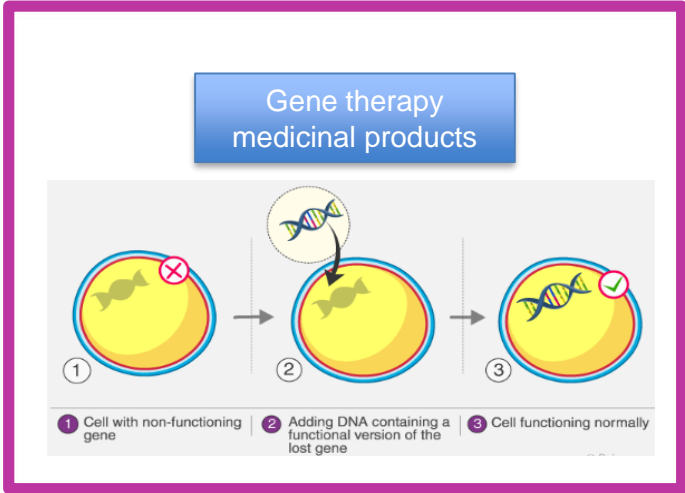 Gene therapy
medicinal products
1
2
3
1 Cell with non-functioning
gene
2 Adding DNA containing a
functional version of the
lost gene
3 Cell functioning normally